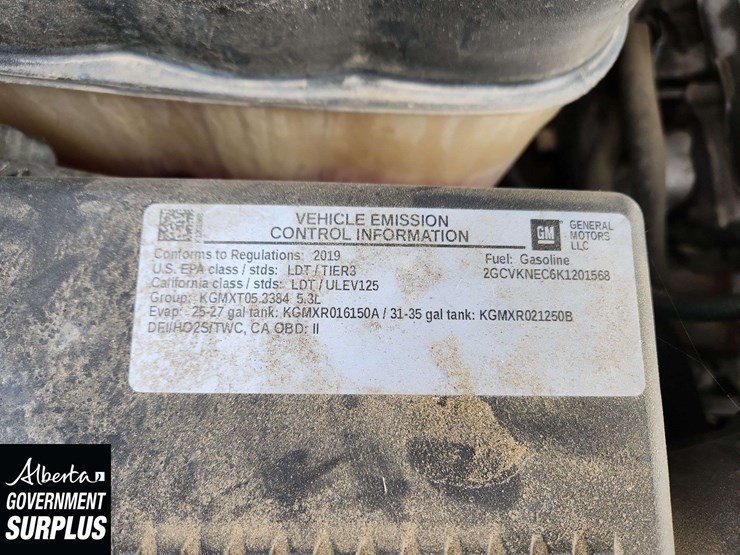 VEHICLE EMISSION
CONTROL INFORMATION
GM
GENERAL
MOTORS
LLC
Conforms to Regulations: 2019
Fuel: Gasoline
U.S. EPA class / stds: LDT / TIER3
2GCVKNEC6K1201568
California class / stds: LDT / ULEV125
Group: KGMXT05.3384 5.3L
Evap: 25-27 gal tank: KGMXR016150A / 31-35 gal tank: KGMXR021250B
DFI/HO2S/TWC, CA OBD: II
Alberta
GOVERNMENT
SURPLUS